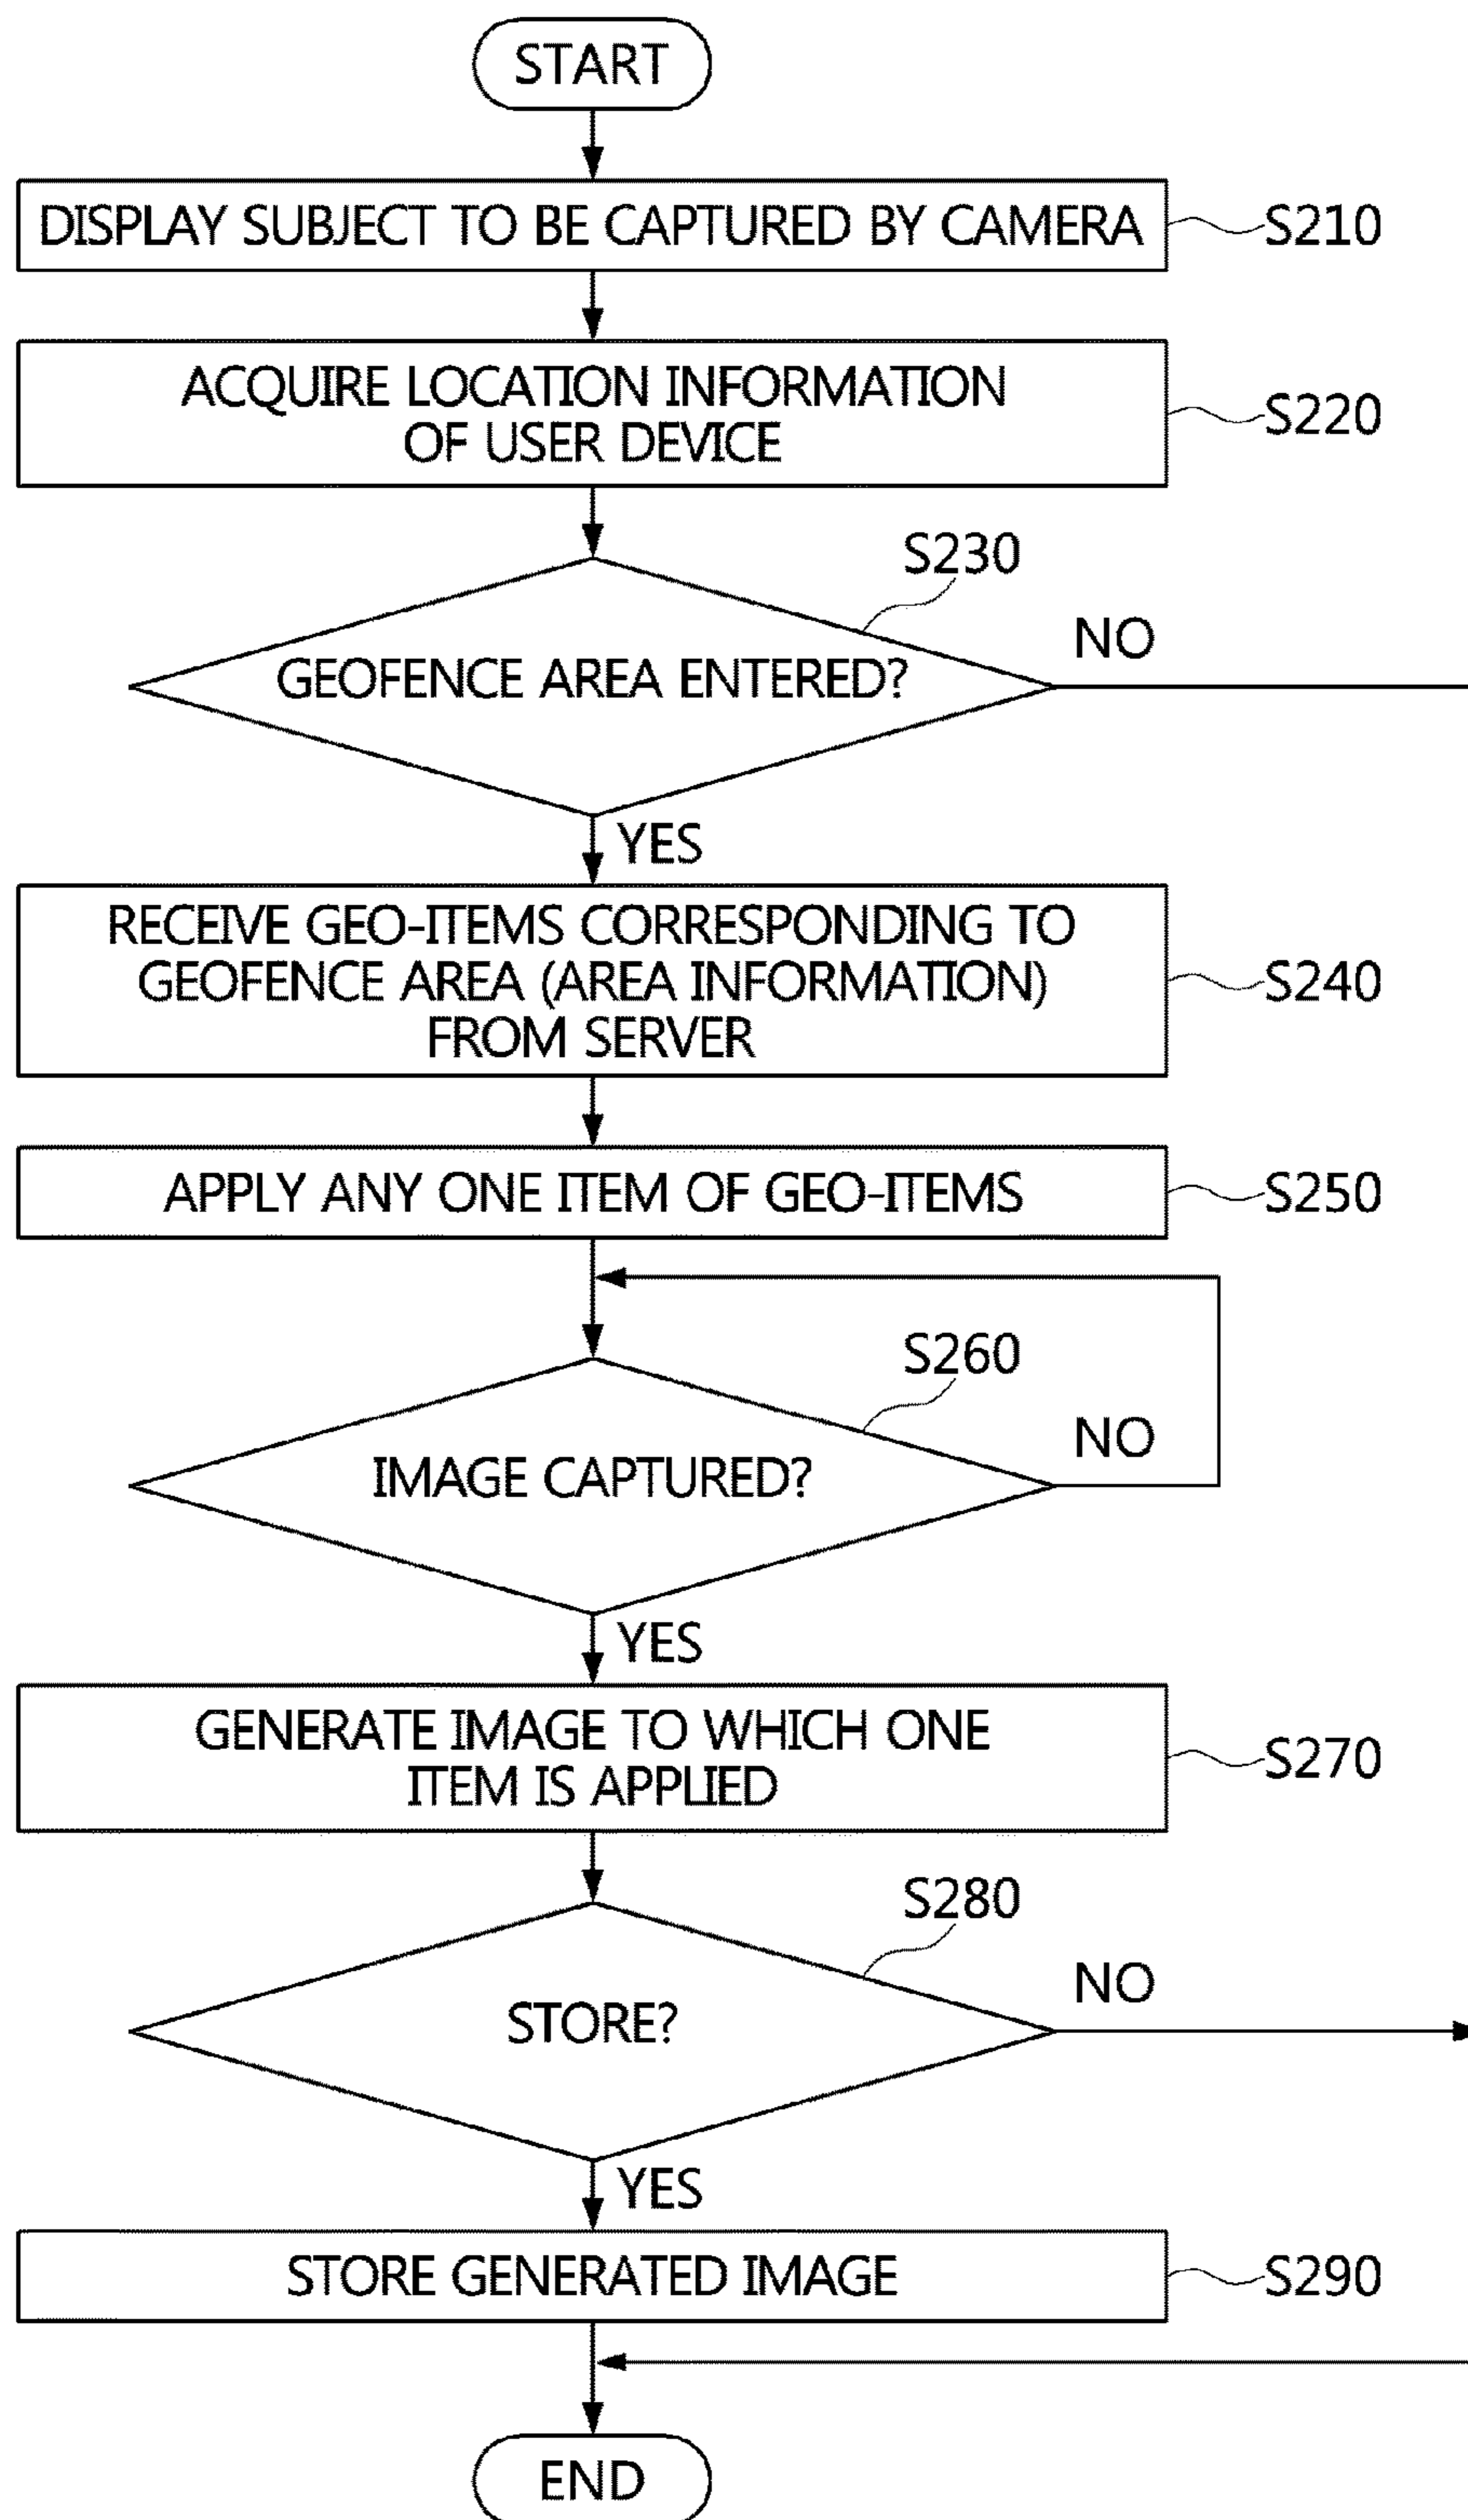 START
DISPLAY SUBJECT TO BE CAPTURED BY CAMERA
S210
ACQUIRE LOCATION INFORMATION
OF USER DEVICE
S220
S230
GEOFENCE AREA ENTERED?
NO
YES
RECEIVE GEO-ITEMS CORRESPONDING TO
GEOFENCE AREA (AREA INFORMATION)
FROM SERVER
S240
APPLY ANY ONE ITEM OF GEO-ITEMS
S250
S260
IMAGE CAPTURED?
NO
YES
GENERATE IMAGE TO WHICH ONE
ITEM IS APPLIED
S270
S280
STORE?
NO
YES
STORE GENERATED IMAGE
S290
END